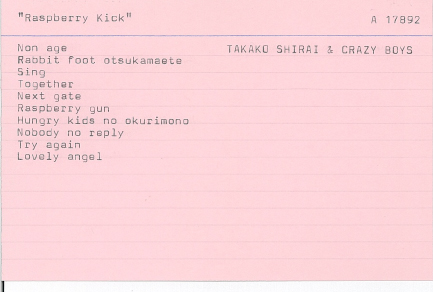 "Raspberry Kick"
A 17892
Non age
TAKAKO SHIRAI & CRAZY BOYS
Rabbit foot otsukamaete
Sing
Together
Next gate
Raspberry gun
Hungry kids no okurimono
Nobody no reply
Try again
Lovely angel